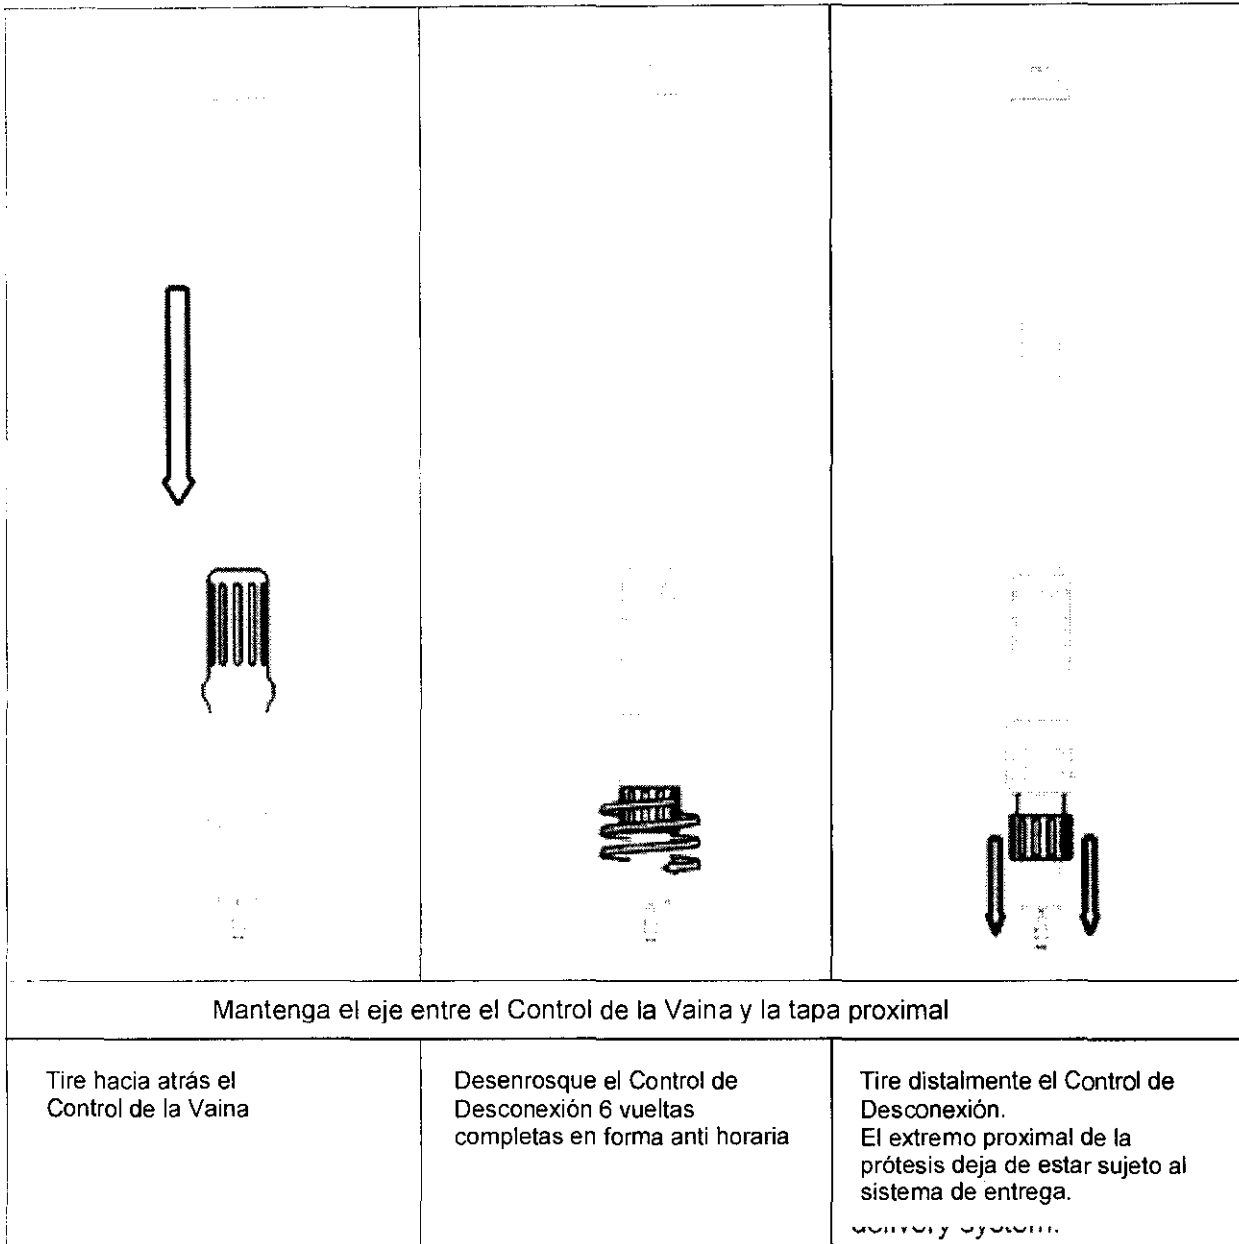 Mantenga el eje entre el Control de la Vaina y la tapa proximal
Tire hacia atrás el
Control de la Vaina
Desenrosque el Control de
Desconexión 6 vueltas
completas en forma anti horaria
Tire distalmente el Control de
Desconexión.
El extremo proximal de la
prótesis deja de estar sujeto al
sistema de entrega.
delivery system.